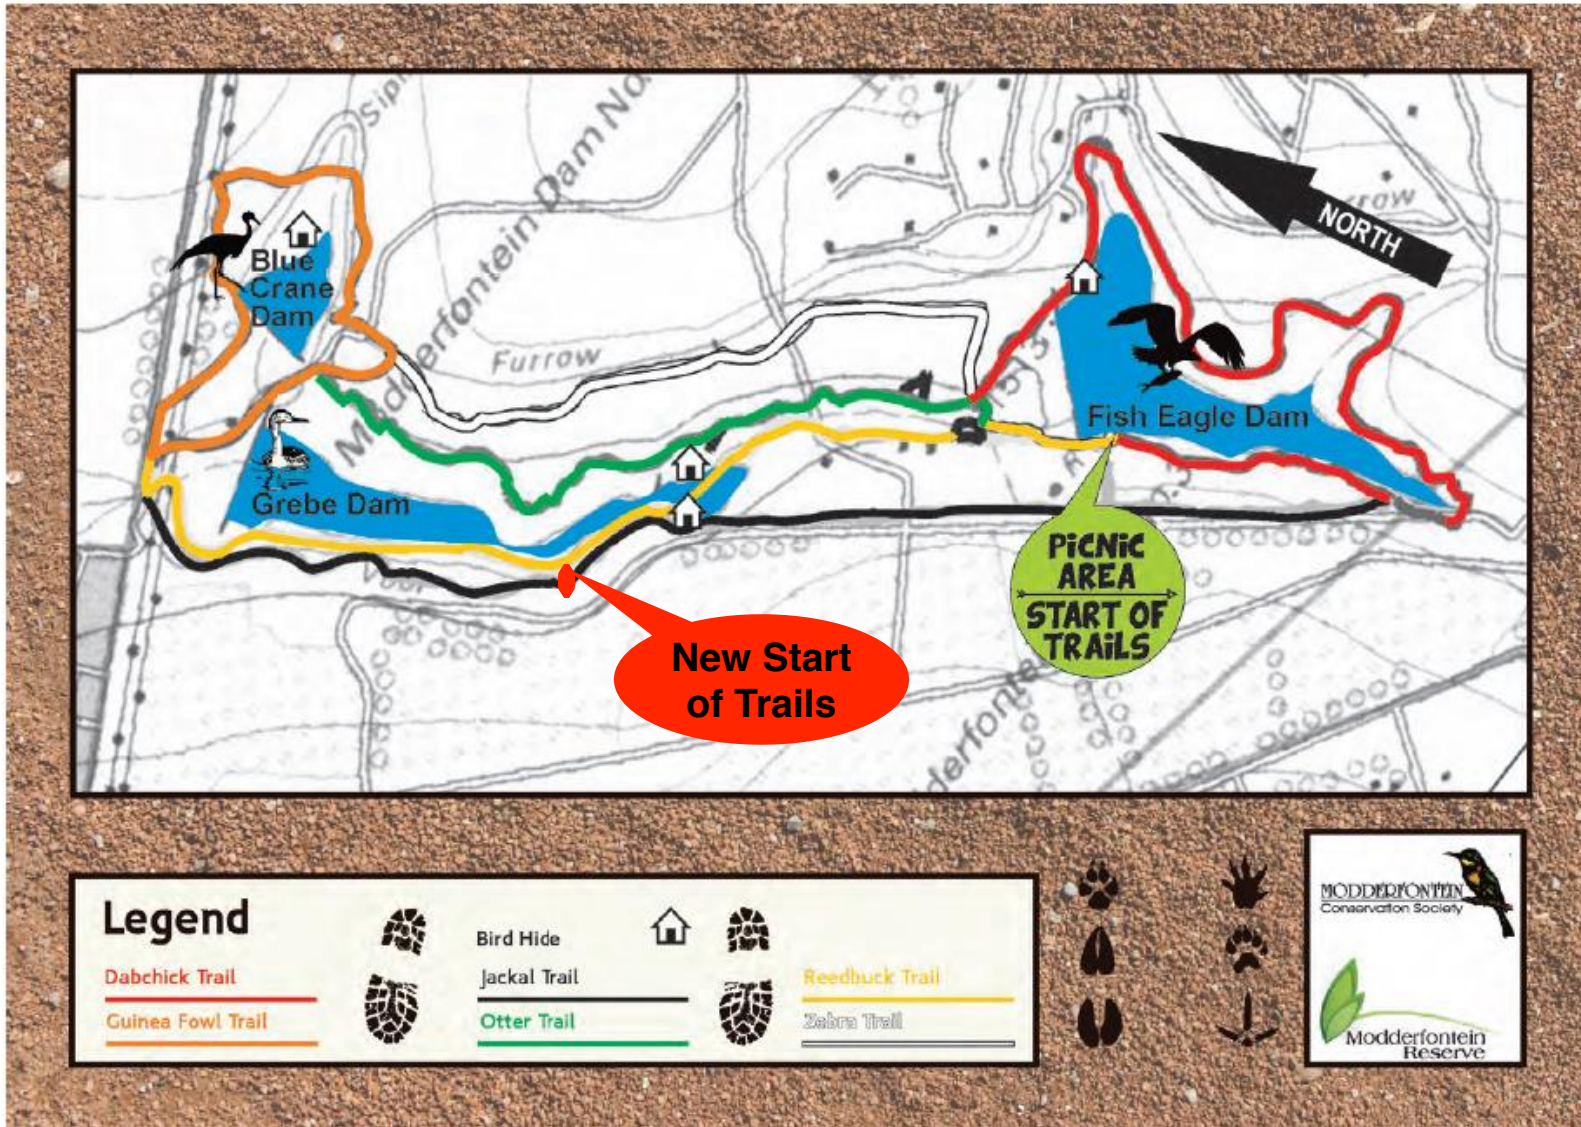 Modderfontein Dam No
Furrow
NORTH
Blue
Crane
Dam
Fish Eagle Dam
Grebe Dam
PiCNiC
AREA
START OF
TRAiLS
New Start
of Trails
Legend
Bird Hide
Dabchick Trail
Jackal Trail
Reedbuck Trail
Guinea Fowl Trail
Otter Trail
Zebra Trail
MODDERFONTEIN
Conservation Society
Modderfontein
Reserve